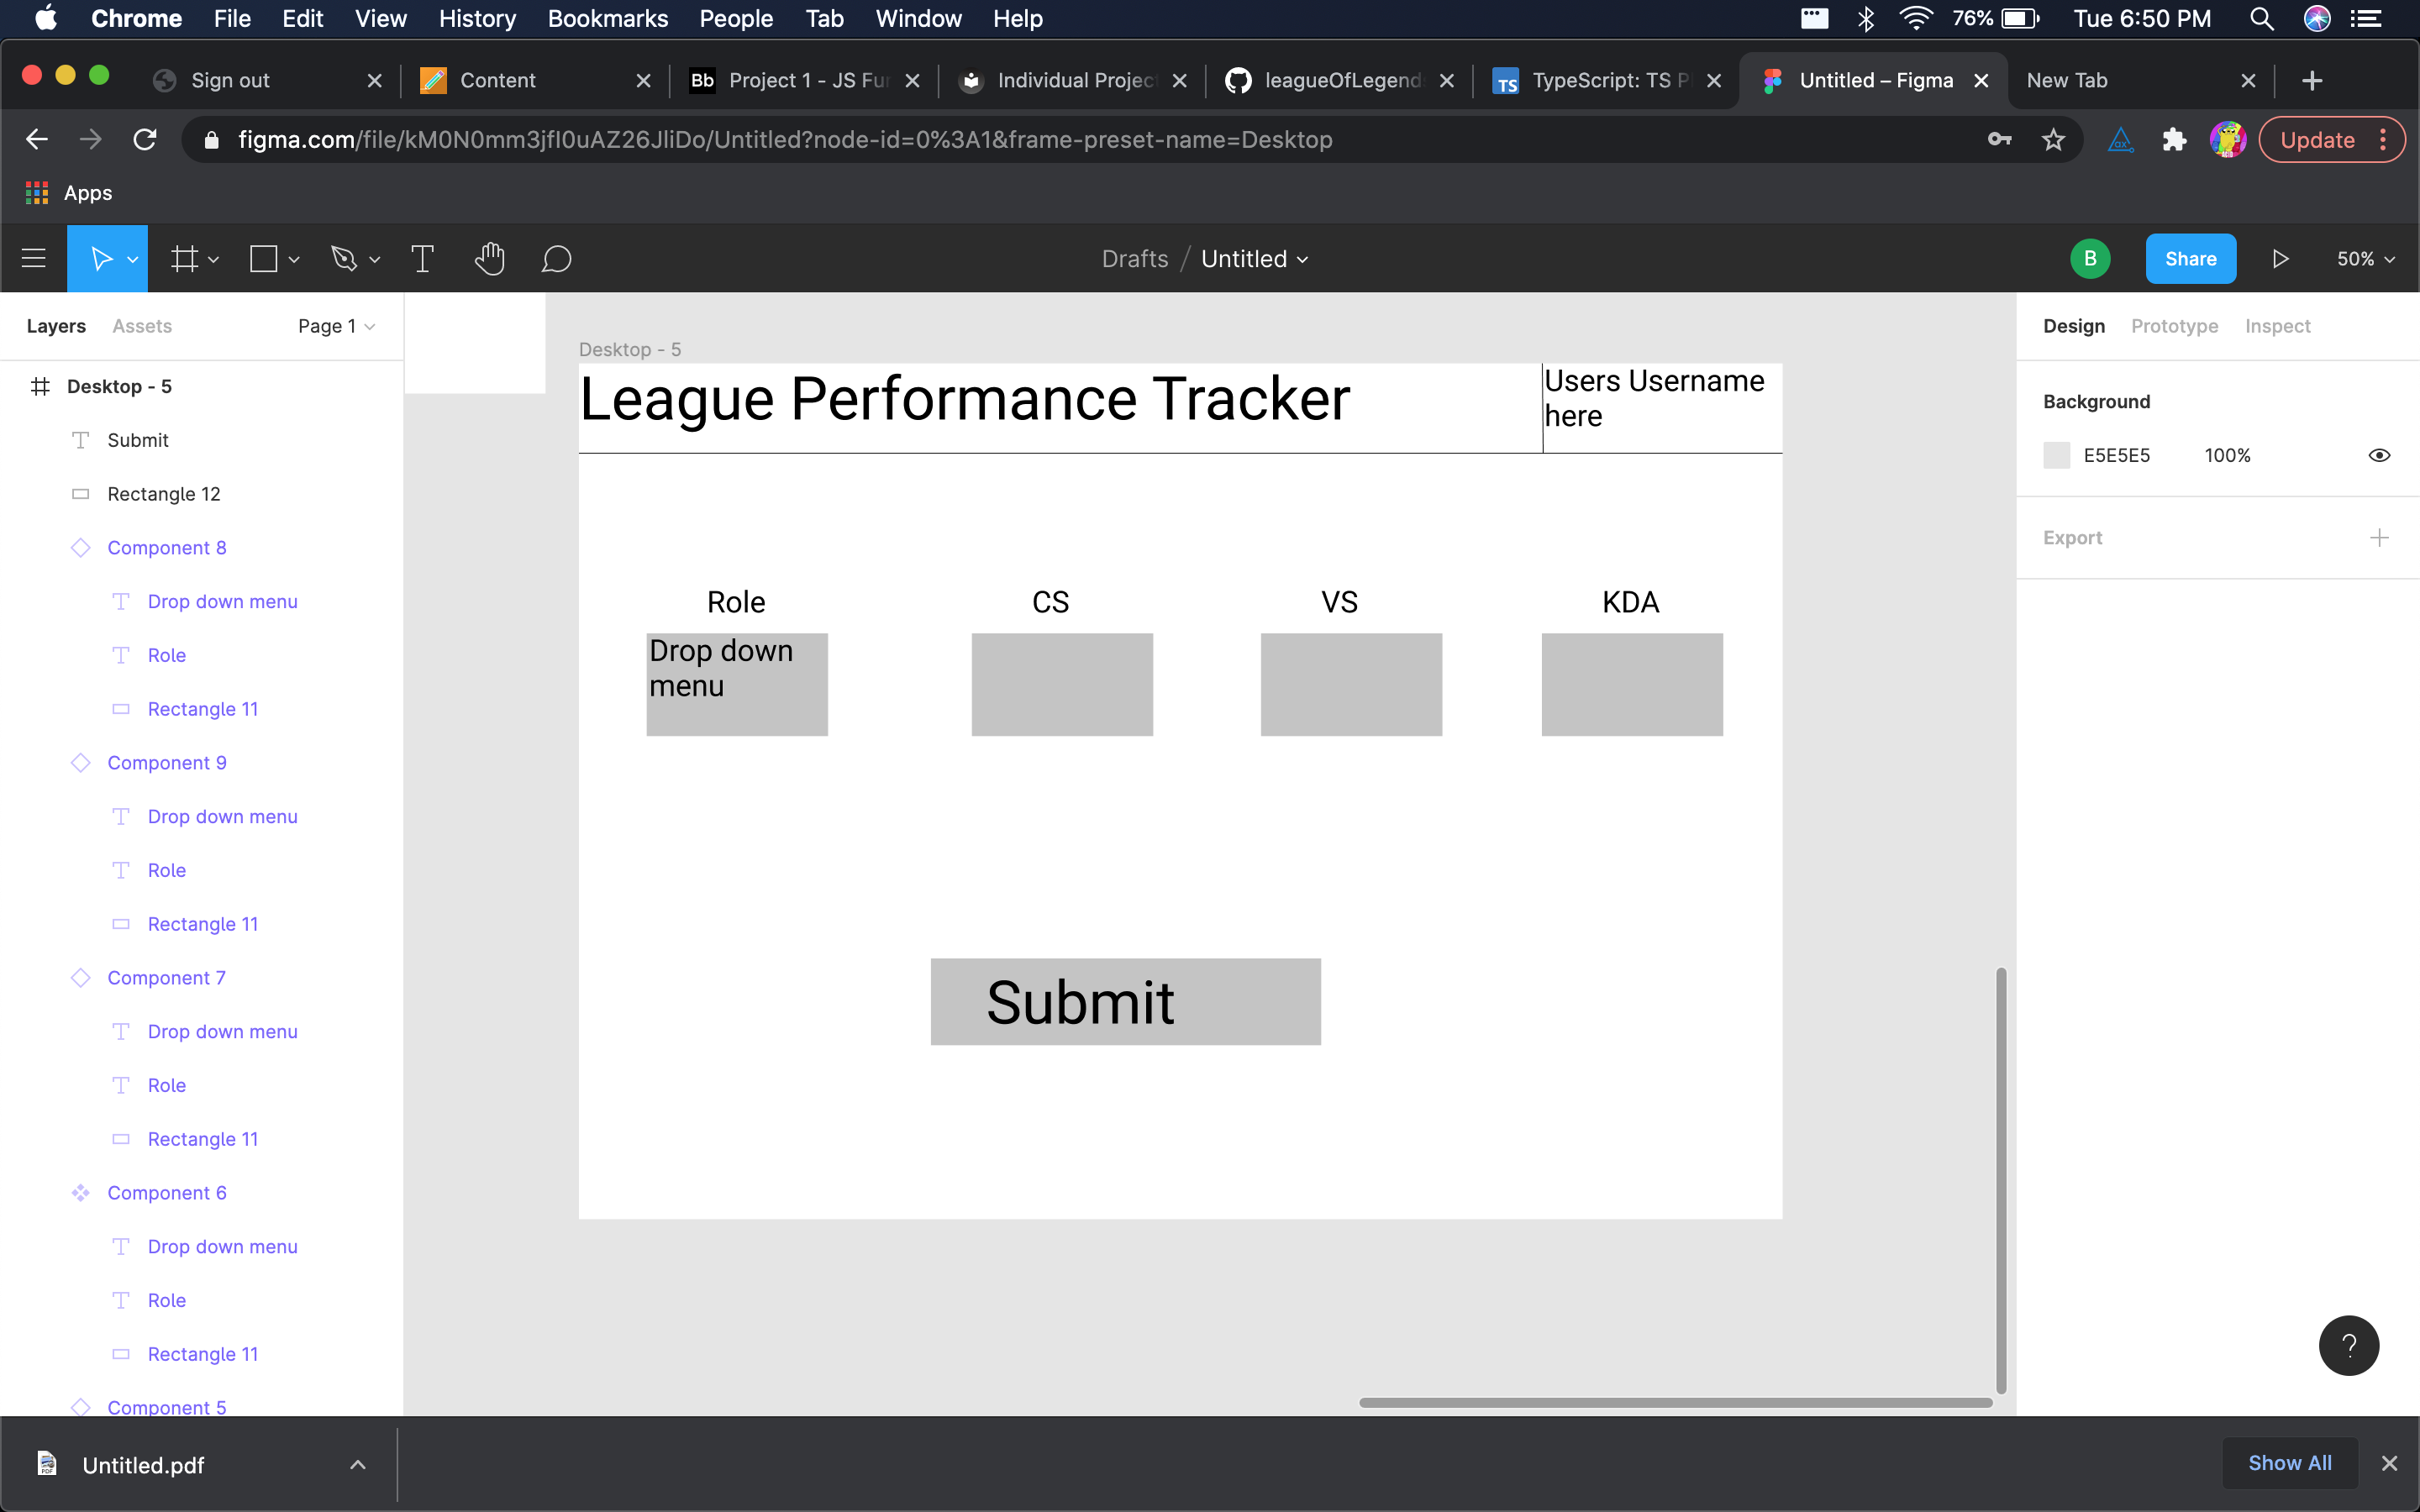 Chrome File Edit View History Bookmarks People Tab Window Help 76% Tue 6:50 PM
Sign out Content Bb Project 1 - JS Fun Individual Project leagueOfLegend TS TypeScript: TS P Untitled – Figma New Tab
figma.com/file/kM0N0mm3jfI0uAZ26JliDo/Untitled?node-id=0%3A1&frame-preset-name=Desktop Update
Apps
Drafts / Untitled B Share 50%
Layers Assets Page 1
Desktop - 5
Submit
Rectangle 12
Component 8
Drop down menu
Role
Rectangle 11
Component 9
Drop down menu
Role
Rectangle 11
Component 7
Drop down menu
Role
Rectangle 11
Component 6
Drop down menu
Role
Rectangle 11
Component 5
Desktop - 5
League Performance Tracker
Users Username
here
Role CS VS KDA
Drop down
menu
Submit
Design Prototype Inspect
Background
E5E5E5 100%
Export
?
Untitled.pdf Show All